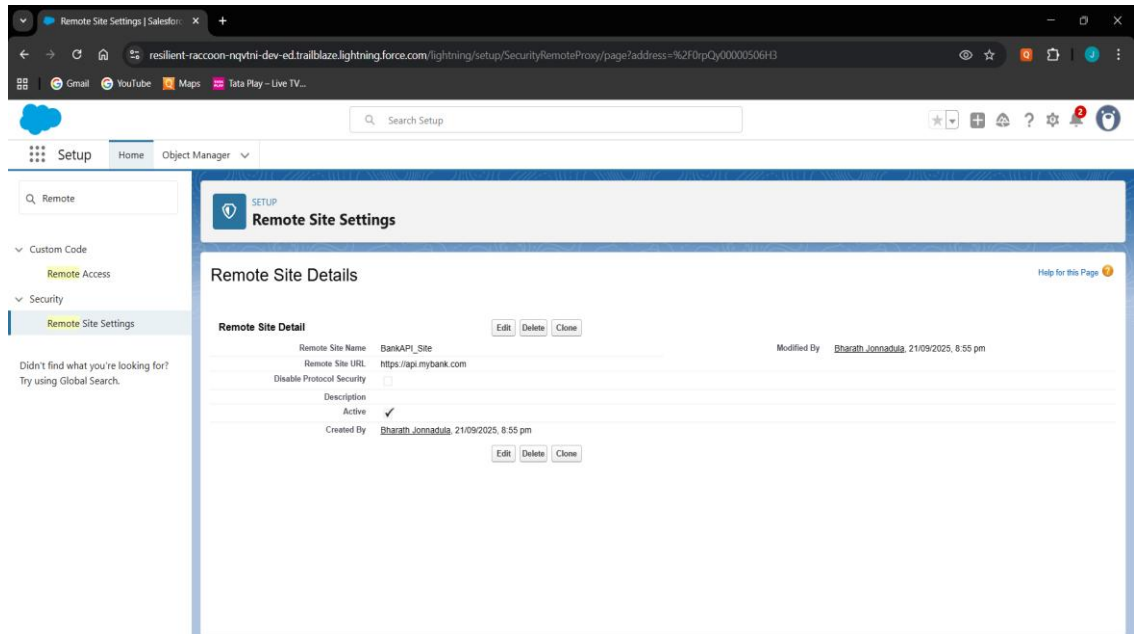 Remote Site Settings | Salesforc
resilient-raccoon-nqvtni-dev-ed.trailblaze.lightning.force.com/lightning/setup/SecurityRemoteProxy/page?address=%2F0rpQy00000506H3
Q
J
Gmail
YouTube
Maps
Tata Play – Live TV...
Search Setup
2
Setup
Home
Object Manager
Remote
Custom Code
Remote Access
Security
Remote Site Settings
Didn't find what you're looking for?
Try using Global Search.
SETUP
Remote Site Settings
Remote Site Details
Help for this Page
Remote Site Detail
Edit Delete Clone
Remote Site Name BankAPI_Site
Modified By Bharath Jonnadula, 21/09/2025, 8:55 pm
Remote Site URL https://api.mybank.com
Disable Protocol Security
Description
Active
Created By Bharath Jonnadula, 21/09/2025, 8:55 pm
Edit Delete Clone